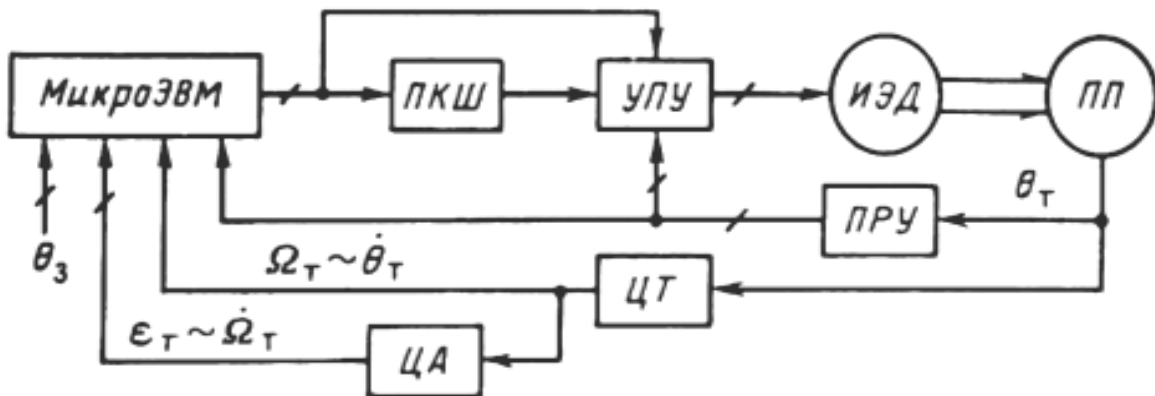 МикроЭВМ
ПКШ
УПУ
ИЭД
ПП
θт
ПРУ
θз
Ωт ~ θ̇т
ЦТ
εт ~ Ω̇т
ЦА